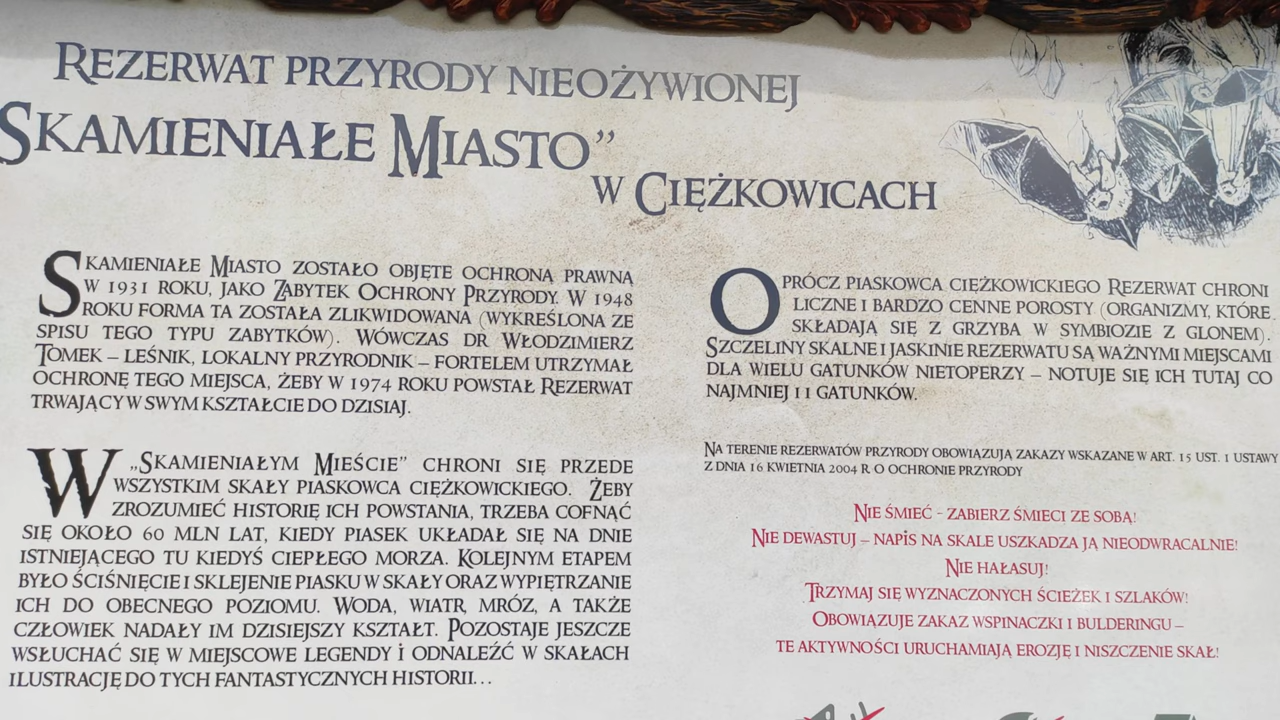 Rezerwat przyrody nieożywionej
Skamieniałe Miasto”
w Ciężkowicach
Skamieniałe Miasto zostało objęte ochroną prawną
w 1931 roku, jako Zabytek Ochrony Przyrody. W 1948
roku forma ta została zlikwidowana (wykreślona ze
spisu tego typu zabytków). Wówczas dr Włodzimierz
Tomek – leśnik, lokalny przyrodnik – fortelem utrzymał
ochronę tego miejsca, żeby w 1974 roku powstał Rezerwat
trwający w swym kształcie do dzisiaj.
W „Skamieniałym Mieście” chroni się przede
wszystkim skały piaskowca ciężkowickiego. Żeby
zrozumieć historię ich powstania, trzeba cofnąć
się około 60 mln lat, kiedy piasek układał się na dnie
istniejącego tu kiedyś ciepłego morza. Kolejnym etapem
było ściśnięcie i sklejenie piasku w skały oraz wypiętrzanie
ich do obecnego poziomu. Woda, wiatr, mróz, a także
człowiek nadały im dzisiejszy kształt. Pozostaje jeszcze
wsłuchać się w miejscowe legendy i odnaleźć w skałach
ilustrację do tych fantastycznych historii...
Oprócz piaskowca ciężkowickiego Rezerwat chroni
liczne i bardzo cenne porosty (organizmy, które
składają się z grzyba w symbiozie z glonem).
Szczeliny skalne i jaskinie rezerwatu są ważnymi miejscami
dla wielu gatunków nietoperzy – notuje się ich tutaj co
najmniej 11 gatunków.
Na terenie rezerwatów przyrody obowiązują zakazy wskazane w art. 15 ust. 1 ustawy
z dnia 16 kwietnia 2004 r o ochronie przyrody
Nie śmieć - zabierz śmieci ze sobą!
Nie dewastuj – napis na skale uszkadza ją nieodwracalnie!
Nie hałasuj!
Trzymaj się wyznaczonych ścieżek i szlaków!
Obowiązuje zakaz wspinaczki i bulderingu –
te aktywności uruchamiają erozję i niszczenie skał!